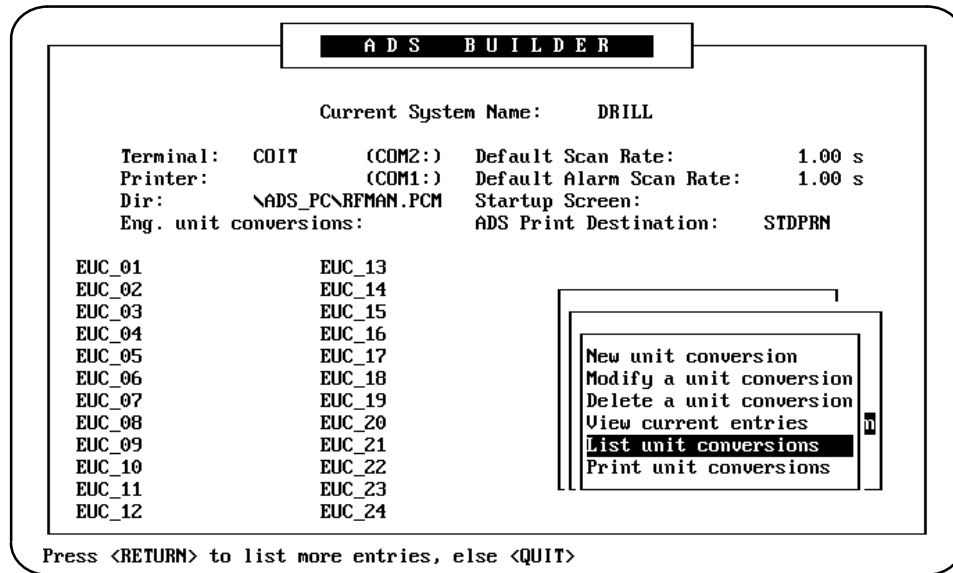 ADS BUILDER
Current System Name: DRILL
Terminal: COIT (COM2:) Default Scan Rate: 1.00 s
Printer: (COM1:) Default Alarm Scan Rate: 1.00 s
Dir: \ADS_PC\RFMAN.PCM Startup Screen:
Eng. unit conversions: ADS Print Destination: STDPRN
EUC_01 EUC_13
EUC_02 EUC_14
EUC_03 EUC_15
EUC_04 EUC_16
EUC_05 EUC_17
EUC_06 EUC_18
EUC_07 EUC_19
EUC_08 EUC_20
EUC_09 EUC_21
EUC_10 EUC_22
EUC_11 EUC_23
EUC_12 EUC_24
New unit conversion
Modify a unit conversion
Delete a unit conversion
View current entries n
List unit conversions
Print unit conversions
Press <RETURN> to list more entries, else <QUIT>